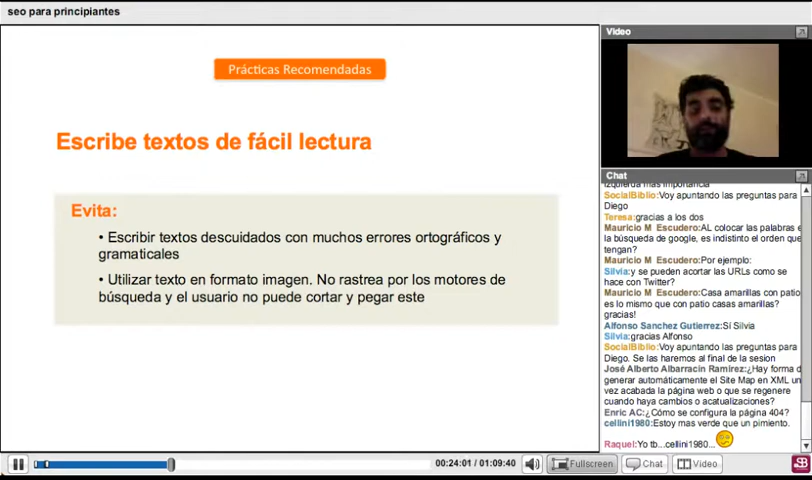 seo para principiantes
Prácticas Recomendadas
Escribe textos de fácil lectura
Evita:
• Escribir textos descuidados con muchos errores ortográficos y
gramaticales
• Utilizar texto en formato imagen. No rastrea por los motores de
búsqueda y el usuario no puede cortar y pegar este
Video
Chat
izquierda mas importancia
SocialBiblio:Voy apuntando las preguntas para
Diego
Teresa:gracias a los dos
Mauricio M Escudero:AL colocar las palabras e
la búsqueda de google, es indistinto el orden que
tengan?
Mauricio M Escudero:Por ejemplo:
Silvia:y se pueden acortar las URLs como se
hace con Twitter?
Mauricio M Escudero:Casa amarillas con patio
es lo mismo que con patio casas amarillas?
gracias!
Alfonso Sanchez Gutierrez:Sí Silvia
Silvia:gracias Alfonso
SocialBiblio:Voy apuntando las preguntas para
Diego. Se las haremos al final de la sesion
José Alberto Albarracín Ramírez:¿Hay forma d
generar automáticamente el Site Map en XML un
vez acabada la página web o que se regenere
cuando haya cambios o acatualizaciones?
Enric AC:¿Cómo se configura la página 404?
cellini1980:Estoy mas verde que un pimiento.
Raquel:Yo tb...cellini1980...
00:24:01 / 01:09:40
Fullscreen
Chat
Video
SB